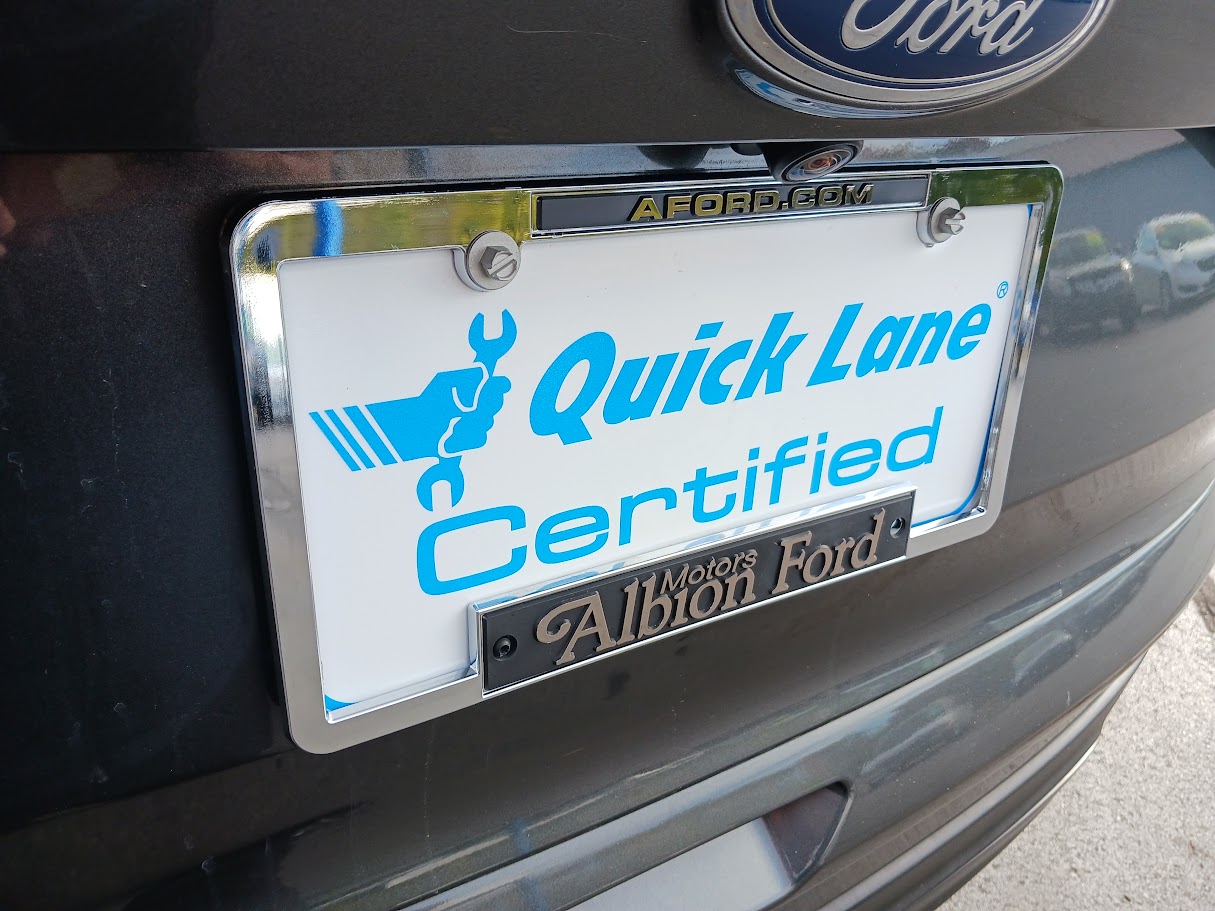 Ford
AFORD.COM
Quick Lane®
Certified
Motors
Albion Ford